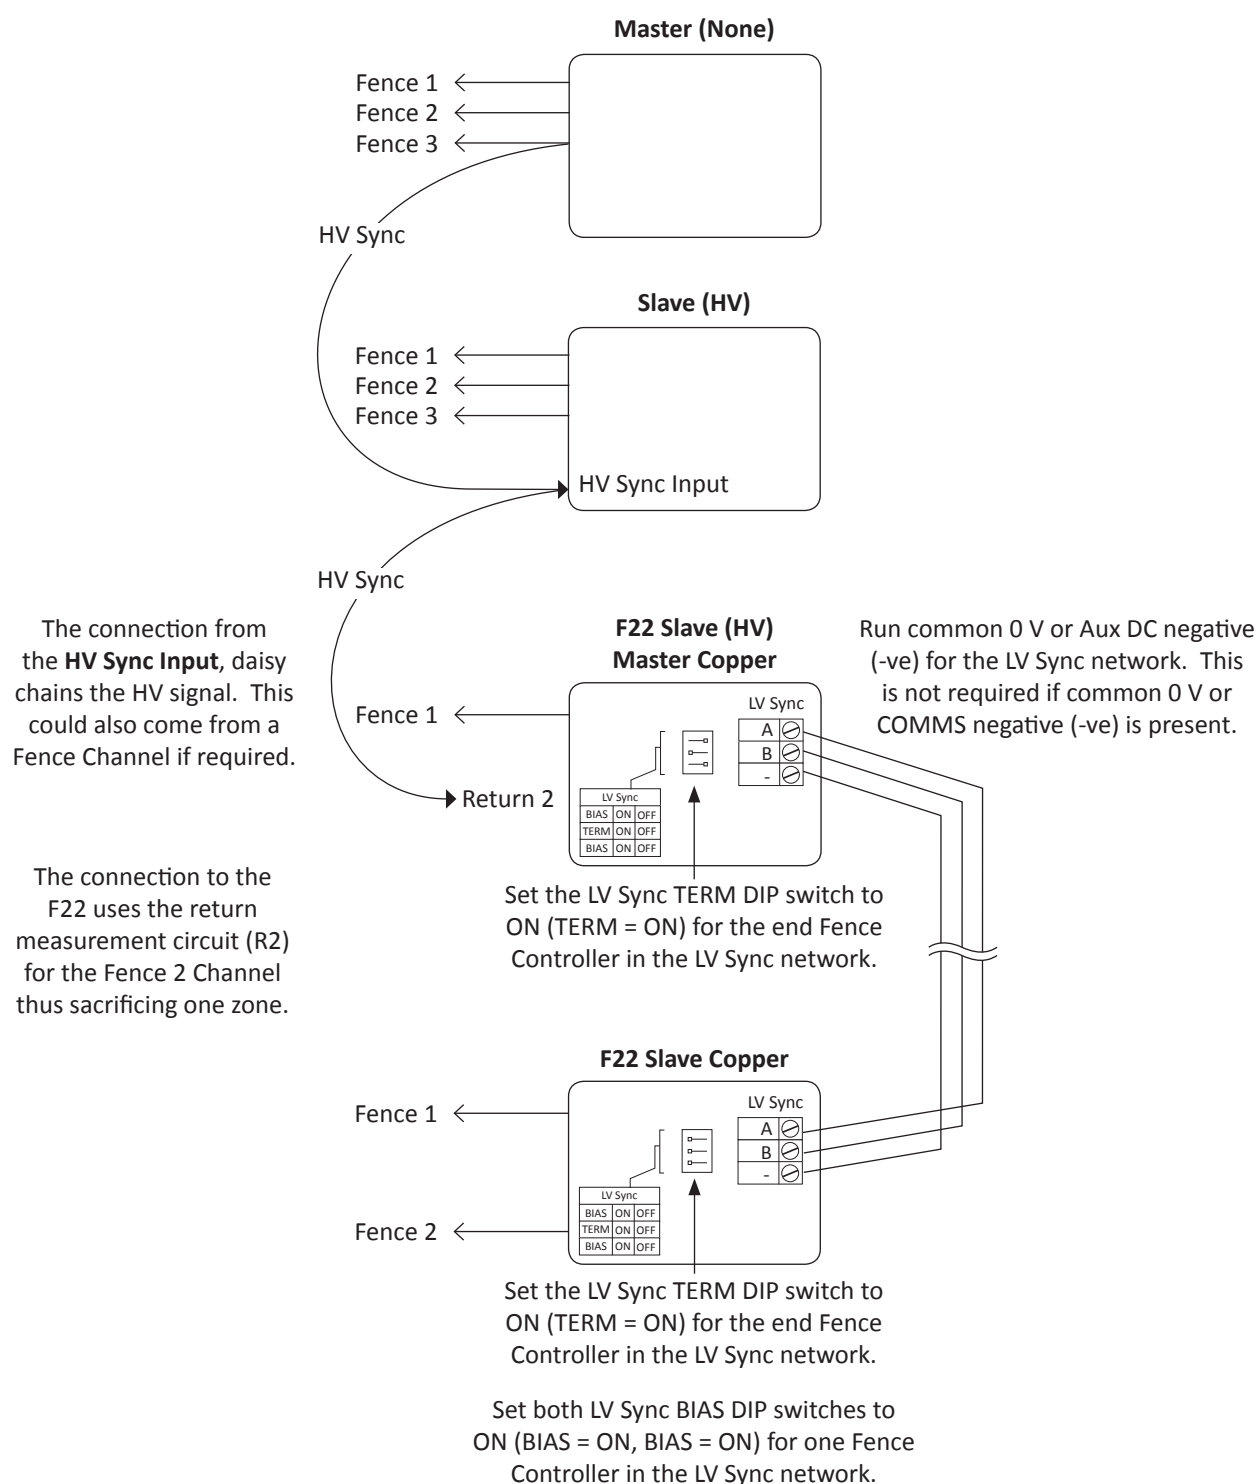 Master (None)
Fence 1
Fence 2
Fence 3
HV Sync
Slave (HV)
Fence 1
Fence 2
Fence 3
HV Sync Input
HV Sync
The connection from
the HV Sync Input, daisy
chains the HV signal.  This
could also come from a
Fence Channel if required.
The connection to the
F22 uses the return
measurement circuit (R2)
for the Fence 2 Channel
thus sacrificing one zone.
F22 Slave (HV)
Master Copper
Fence 1
Return 2
LV Sync
A
B
-
LV Sync
BIAS ON OFF
TERM ON OFF
BIAS ON OFF
Set the LV Sync TERM DIP switch to
ON (TERM = ON) for the end Fence
Controller in the LV Sync network.
Run common 0 V or Aux DC negative
(-ve) for the LV Sync network.  This
is not required if common 0 V or
COMMS negative (-ve) is present.
F22 Slave Copper
Fence 1
Fence 2
LV Sync
A
B
-
LV Sync
BIAS ON OFF
TERM ON OFF
BIAS ON OFF
Set the LV Sync TERM DIP switch to
ON (TERM = ON) for the end Fence
Controller in the LV Sync network.
Set both LV Sync BIAS DIP switches to
ON (BIAS = ON, BIAS = ON) for one Fence
Controller in the LV Sync network.